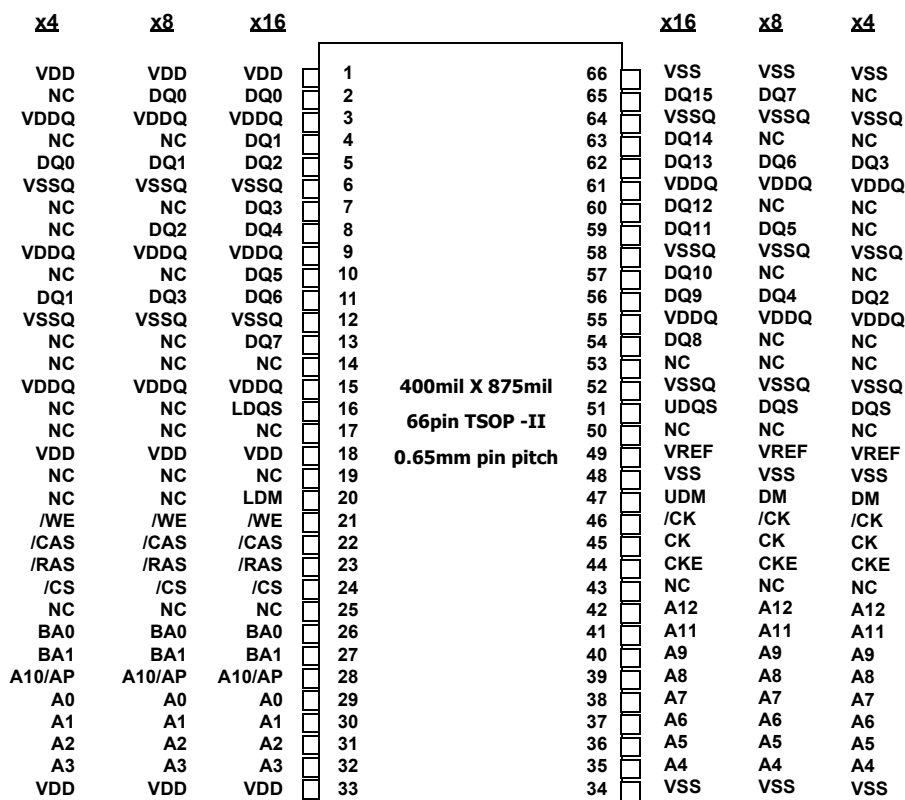 x4 x8 x16 x16 x8 x4
VDD VDD VDD 1 66 VSS VSS VSS
NC DQ0 DQ0 2 65 DQ15 DQ7 NC
VDDQ VDDQ VDDQ 3 64 VSSQ VSSQ VSSQ
NC NC DQ1 4 63 DQ14 NC NC
DQ0 DQ1 DQ2 5 62 DQ13 DQ6 DQ3
VSSQ VSSQ VSSQ 6 61 VDDQ VDDQ VDDQ
NC NC DQ3 7 60 DQ12 NC NC
NC DQ2 DQ4 8 59 DQ11 DQ5 NC
VDDQ VDDQ VDDQ 9 58 VSSQ VSSQ VSSQ
NC NC DQ5 10 57 DQ10 NC NC
DQ1 DQ3 DQ6 11 56 DQ9 DQ4 DQ2
VSSQ VSSQ VSSQ 12 55 VDDQ VDDQ VDDQ
NC NC DQ7 13 54 DQ8 NC NC
NC NC NC 14 53 NC NC NC
VDDQ VDDQ VDDQ 15 400mil X 875mil 52 VSSQ VSSQ VSSQ
NC NC LDQS 16 51 UDQS DQS DQS
66pin TSOP -II
NC NC NC 17 50 NC NC NC
VDD VDD VDD 18 0.65mm pin pitch 49 VREF VREF VREF
NC NC NC 19 48 VSS VSS VSS
NC NC LDM 20 47 UDM DM DM
/WE /WE /WE 21 46 /CK /CK /CK
/CAS /CAS /CAS 22 45 CK CK CK
/RAS /RAS /RAS 23 44 CKE CKE CKE
/CS /CS /CS 24 43 NC NC NC
NC NC NC 25 42 A12 A12 A12
BA0 BA0 BA0 26 41 A11 A11 A11
BA1 BA1 BA1 27 40 A9 A9 A9
A10/AP A10/AP A10/AP 28 39 A8 A8 A8
A0 A0 A0 29 38 A7 A7 A7
A1 A1 A1 30 37 A6 A6 A6
A2 A2 A2 31 36 A5 A5 A5
A3 A3 A3 32 35 A4 A4 A4
VDD VDD VDD 33 34 VSS VSS VSS